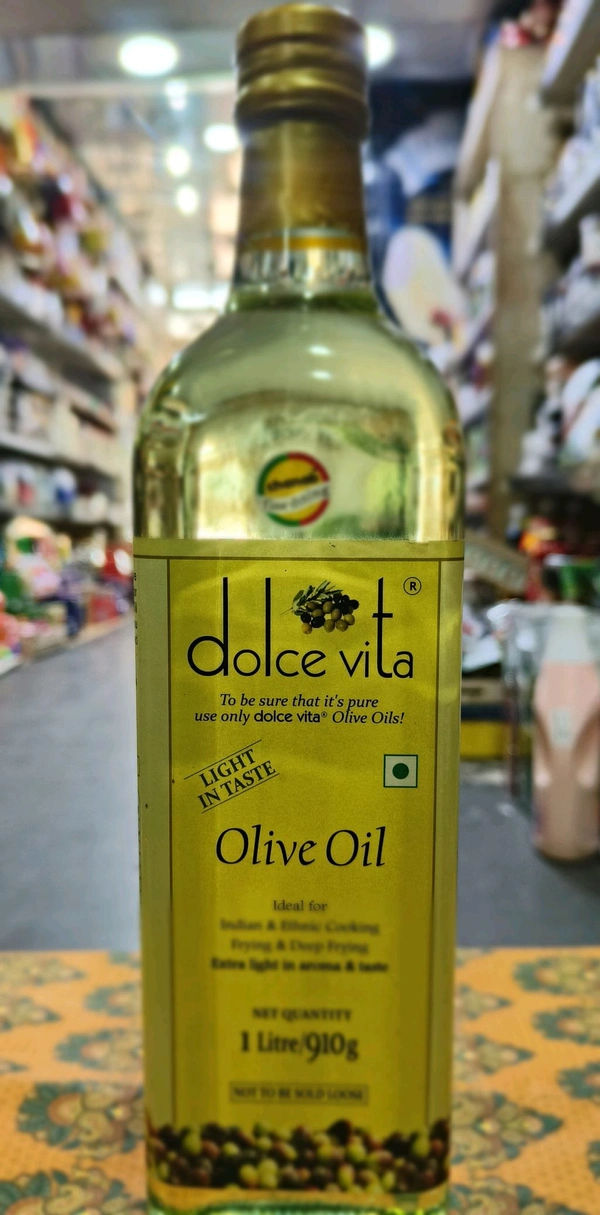 dolce vita®
To be sure that it's pure
use only dolce vita® Olive Oils!
LIGHT
IN TASTE
Olive Oil
Ideal for
Indian & Ethnic Cooking
Frying & Deep Frying
Extra light in aroma & taste
NET QUANTITY
1 Litre/910g
NOT TO BE SOLD LOOSE